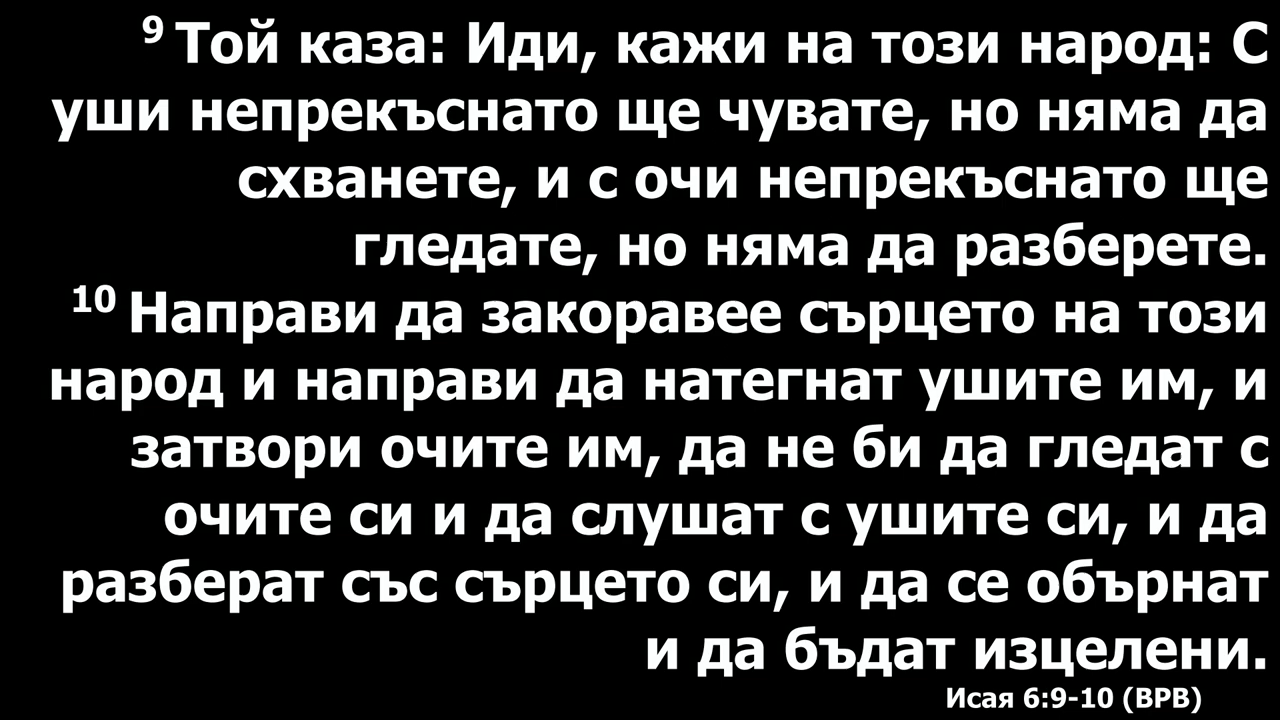 9 Той каза: Иди, кажи на този народ: С
уши непрекъснато ще чувате, но няма да
схванете, и с очи непрекъснато ще
гледате, но няма да разберете.
10 Направи да закоравее сърцето на този
народ и направи да натегнат ушите им, и
затвори очите им, да не би да гледат с
очите си и да слушат с ушите си, и да
разберат със сърцето си, и да се обърнат
и да бъдат изцелени.
Исая 6:9-10 (ВРВ)